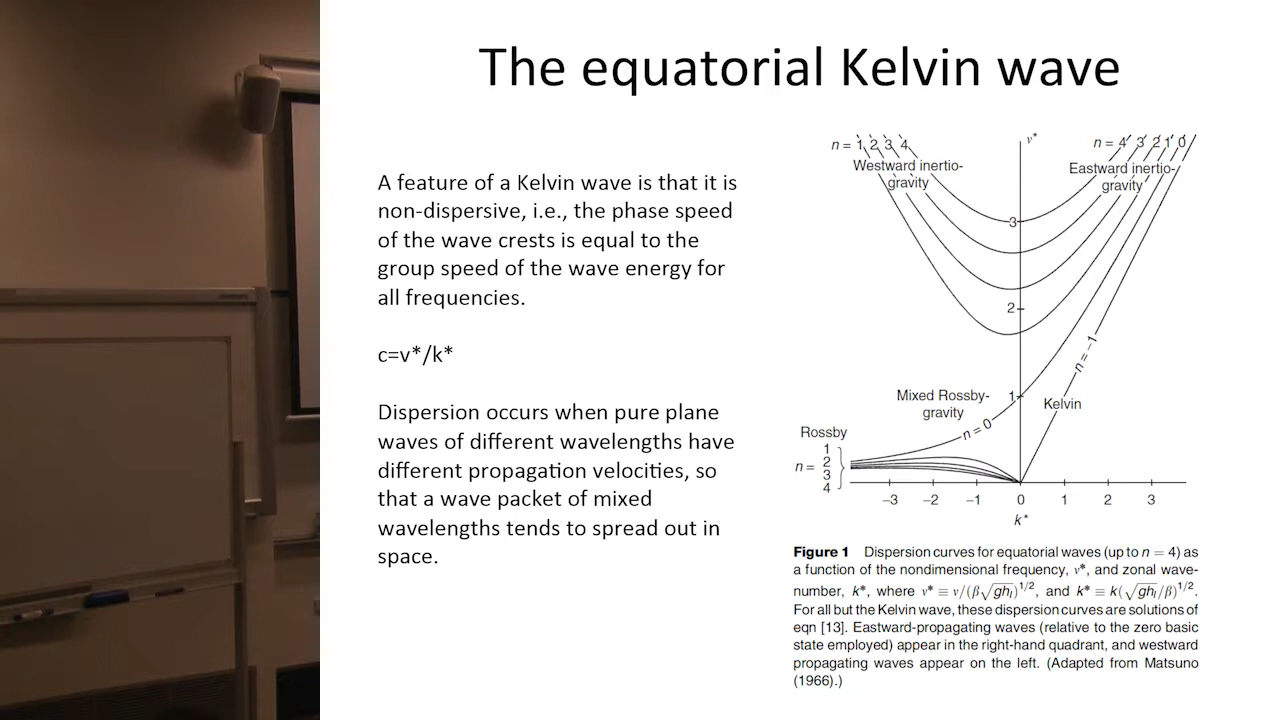 The equatorial Kelvin wave
A feature of a Kelvin wave is that it is
non-dispersive, i.e., the phase speed
of the wave crests is equal to the
group speed of the wave energy for
all frequencies.
c=v*/k*
Dispersion occurs when pure plane
waves of different wavelengths have
different propagation velocities, so
that a wave packet of mixed
wavelengths tends to spread out in
space.
n = 1 2 3 4
ν*
n = 4 3 2 1 0
Westward inertio-
gravity
Eastward inertio-
gravity
3
2
n = −1
Mixed Rossby-
gravity
1
Kelvin
n = 0
Rossby
n =
1
2
3
4
−3 −2 −1 0 1 2 3
k*
Figure 1 Dispersion curves for equatorial waves (up to n = 4) as
a function of the nondimensional frequency, ν*, and zonal wave-
number, k*, where ν* ≡ ν/(β√ghₗ)^1/2, and k* ≡ k(√ghₗ/β)^1/2.
For all but the Kelvin wave, these dispersion curves are solutions of
eqn [13]. Eastward-propagating waves (relative to the zero basic
state employed) appear in the right-hand quadrant, and westward
propagating waves appear on the left. (Adapted from Matsuno
(1966).)